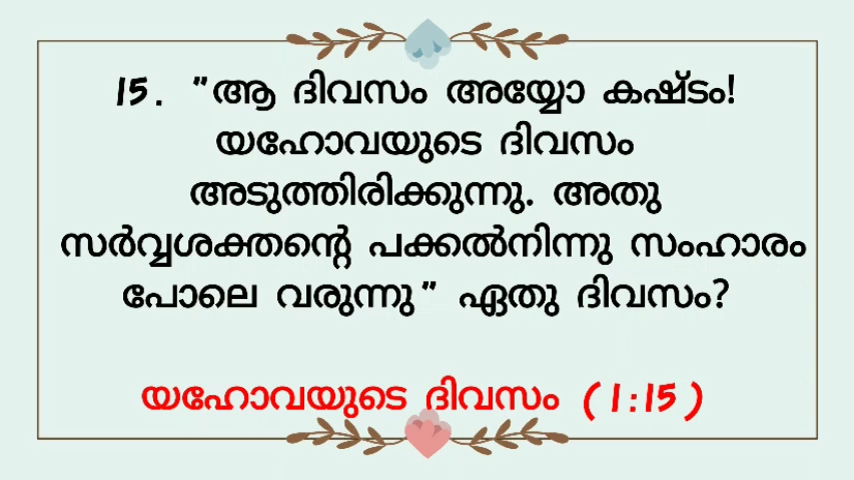 15. "ആ ദിവസം അയ്യോ കഷ്ടം!
യഹോവയുടെ ദിവസം
അടുത്തിരിക്കുന്നു. അതു
സർവ്വശക്തന്റെ പക്കൽനിന്നു സംഹാരം
പോലെ വരുന്നു" ഏതു ദിവസം?
യഹോവയുടെ ദിവസം (1:15)